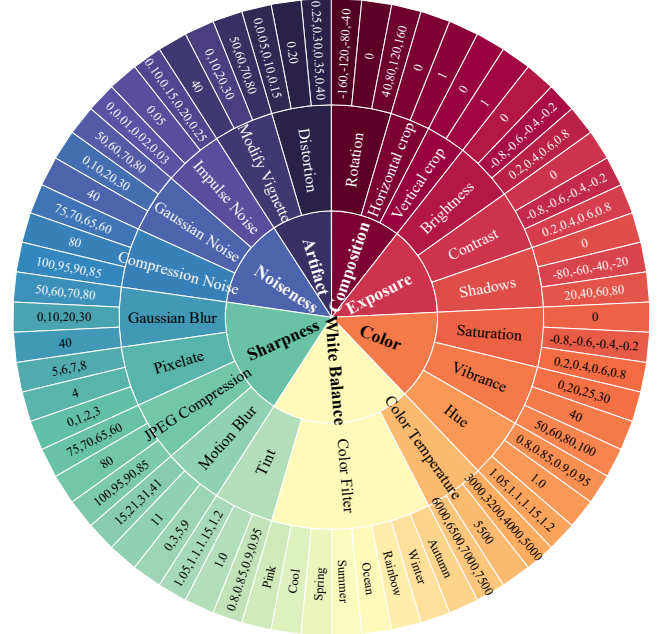 Composition
Exposure
Color
White Balance
Sharpness
Noiseness
Artifact
Rotation
Horizontal crop
Vertical crop
Brightness
Contrast
Shadows
Saturation
Vibrance
Hue
Color Temperature
Color Filter
Tint
Motion Blur
JPEG Compression
Pixelate
Gaussian Blur
Compression Noise
Gaussian Noise
Impulse Noise
Modify Vignette
Distortion
-160,-120,-80,-40
0
40,80,120,160
0
1
0
1
0
-0.8,-0.6,-0.4,-0.2
0.2,0.4,0.6,0.8
0
-0.8,-0.6,-0.4,-0.2
0.2,0.4,0.6,0.8
0
-80,-60,-40,-20
20,40,60,80
0
-0.8,-0.6,-0.4,-0.2
0.2,0.4,0.6,0.8
0,20,25,30
40
50,60,80,100
0.8,0.85,0.9,0.95
1.0
1.05,1.1,1.15,1.2
3000,3200,4000,5000
5500
6000,6500,7000,7500
Autumn
Winter
Rainbow
Ocean
Summer
Spring
Cool
Pink
0.8,0.85,0.9,0.95
1.0
1.05,1.1,1.15,1.2
0.3,5,9
11
15,21,31,41
100,95,90,85
80
75,70,65,60
0,1,2,3
4
5,6,7,8
40
0,10,20,30
50,60,70,80
100,95,90,85
80
75,70,65,60
40
0,10,20,30
50,60,70,80
0,0.01,0.02,0.03
0.05
0.10,0.15,0.20,0.25
40
0,10,20,30
50,60,70,80
0,0.05,0.10,0.15
0.20
0.25,0.30,0.35,0.40